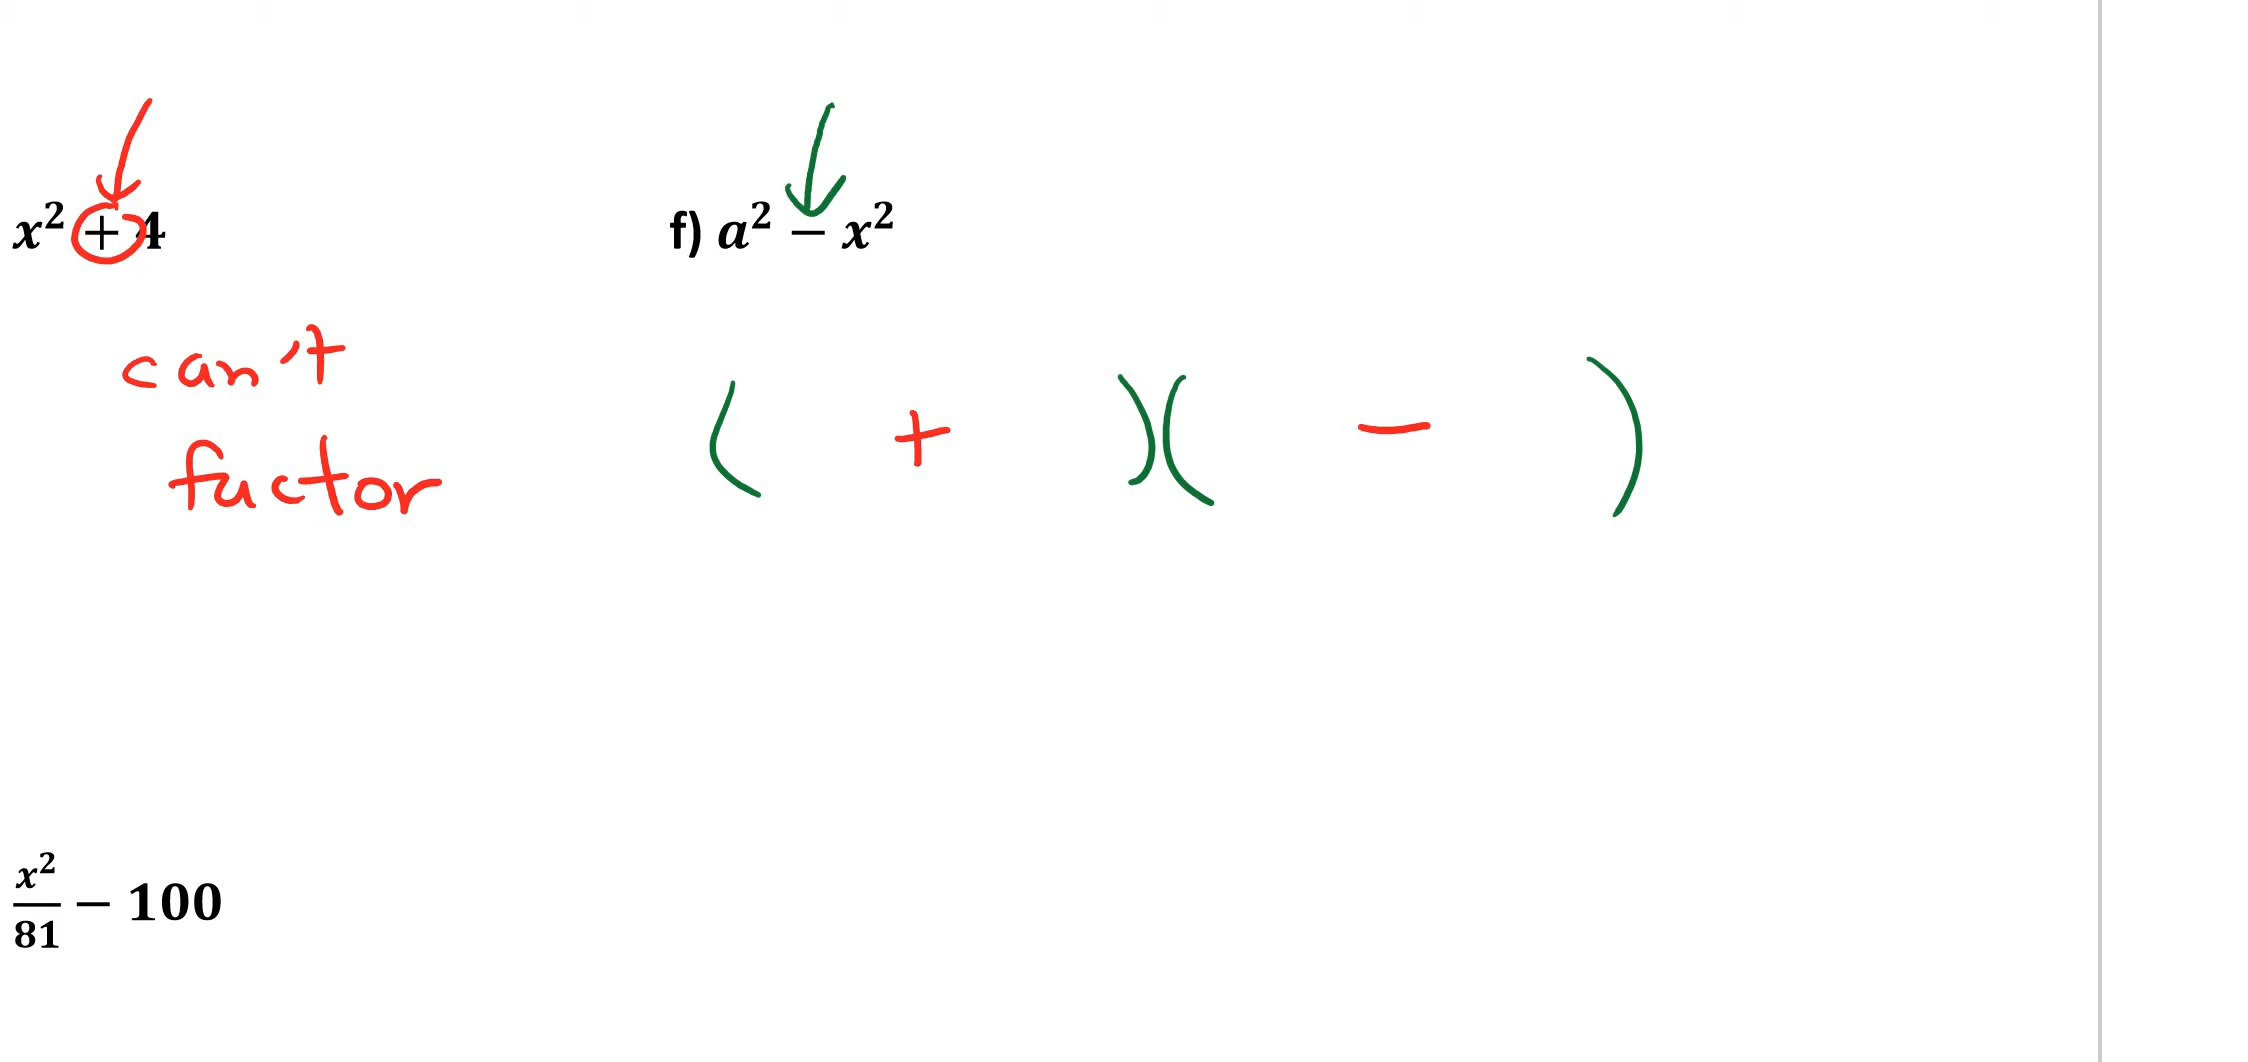 x² + 4
can't
factor
f) a² − x²
(   +   )(   −   )
x²/81 − 100